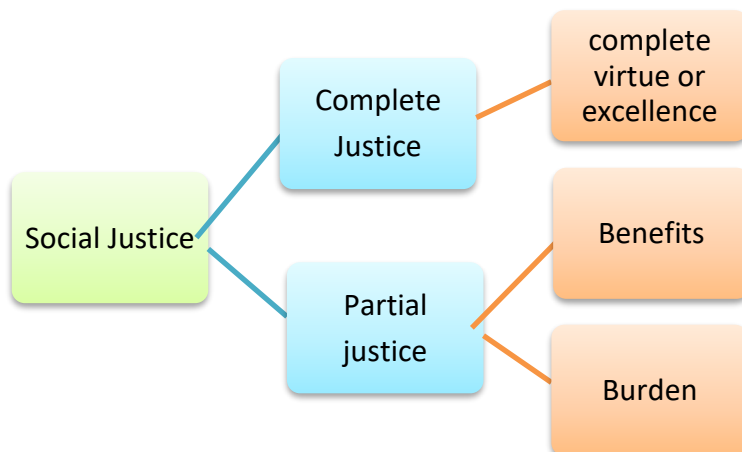 Social Justice
Complete
Justice
complete
virtue or
excellence
Partial
justice
Benefits
Burden